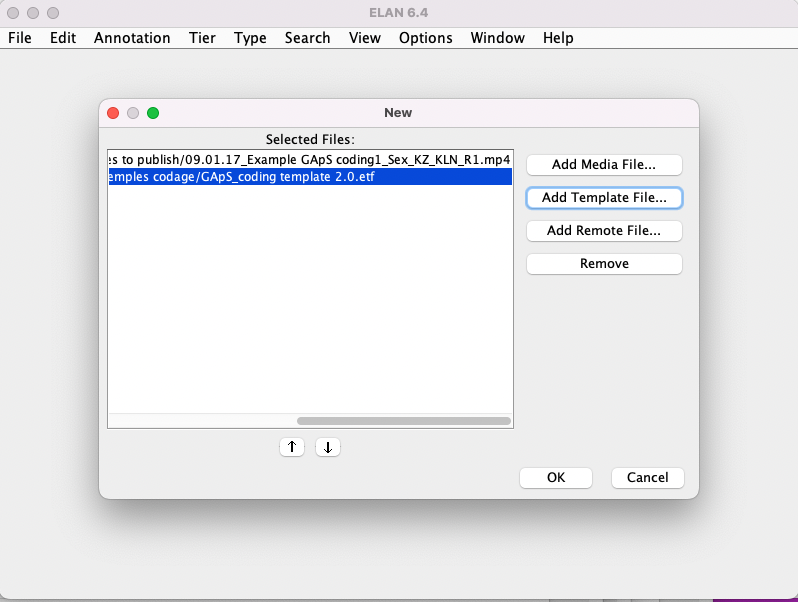 ELAN 6.4
File Edit Annotation Tier Type Search View Options Window Help
New
Selected Files:
es to publish/09.01.17_Example GApS coding1_Sex_KZ_KLN_R1.mp4
emples codage/GApS_coding template 2.0.etf
Add Media File...
Add Template File...
Add Remote File...
Remove
OK Cancel